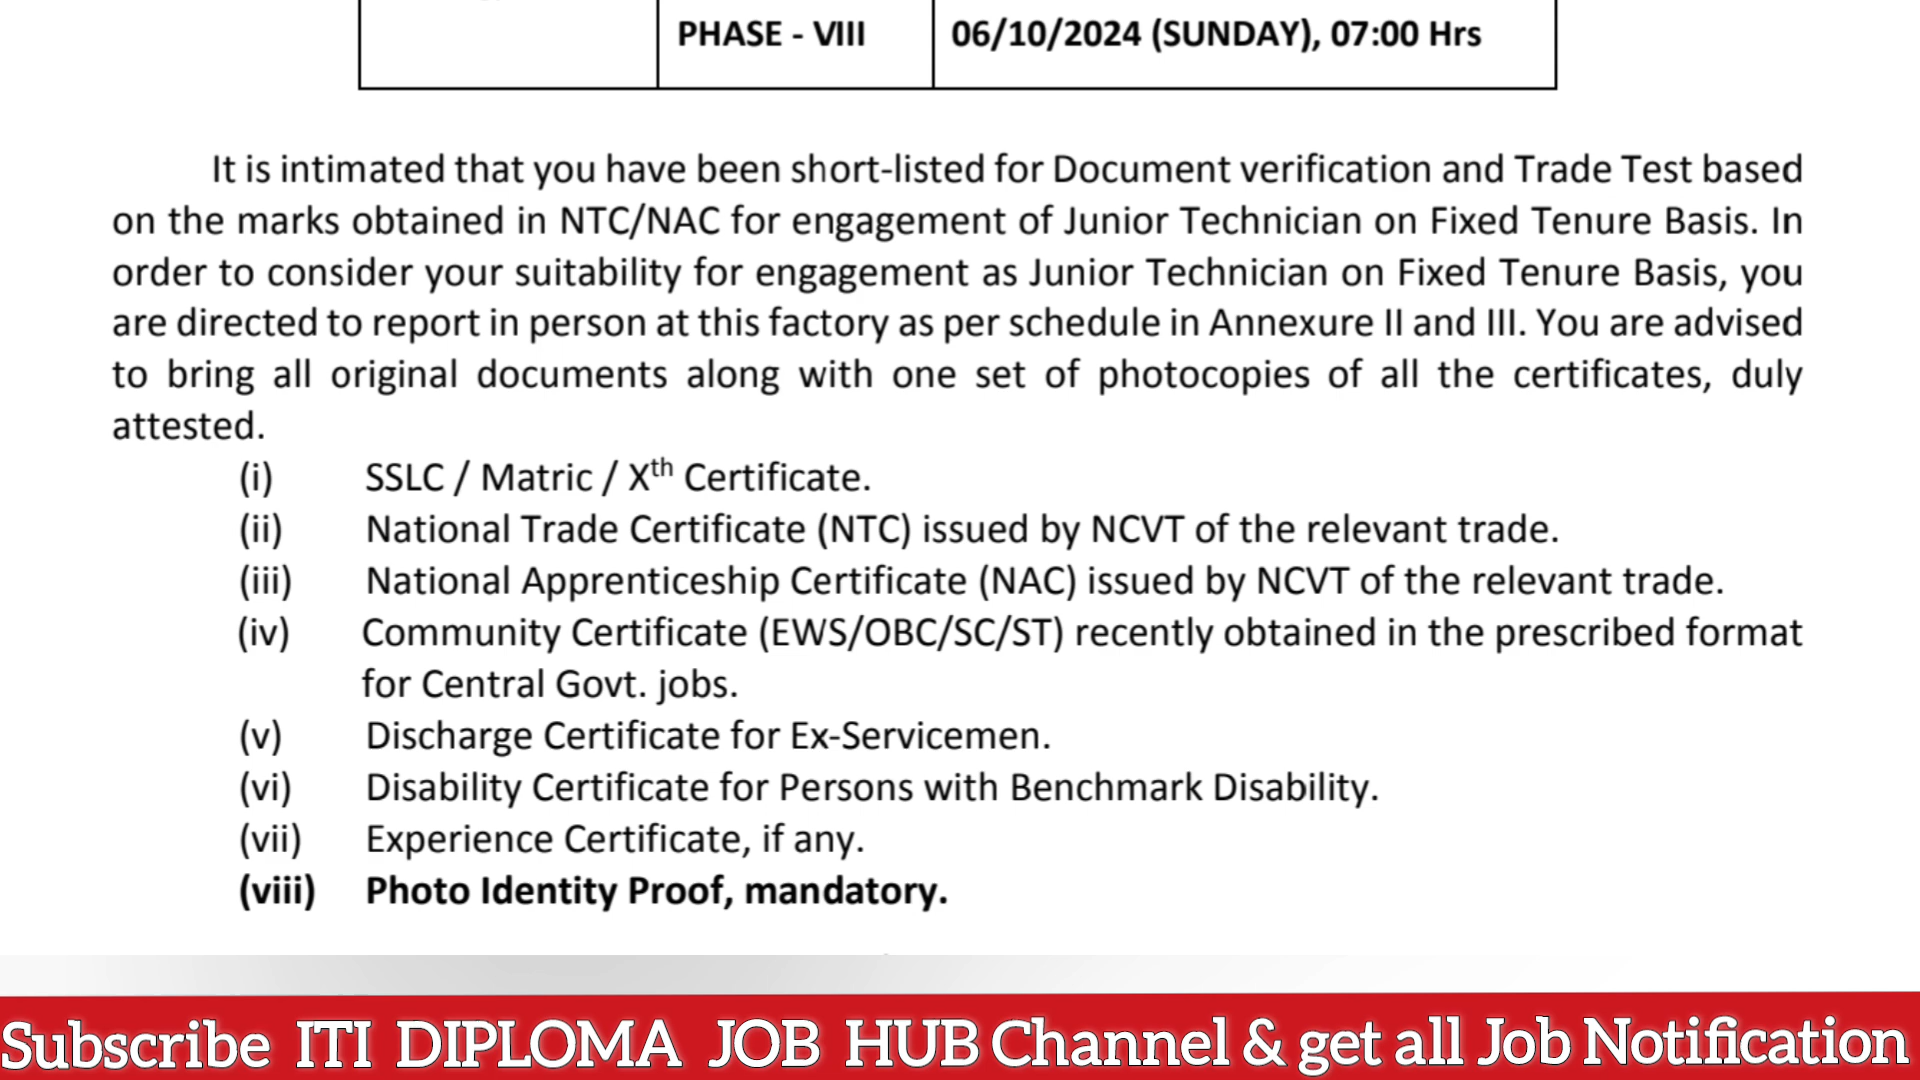 PHASE - VIII 06/10/2024 (SUNDAY), 07:00 Hrs
It is intimated that you have been short-listed for Document verification and Trade Test based
on the marks obtained in NTC/NAC for engagement of Junior Technician on Fixed Tenure Basis. In
order to consider your suitability for engagement as Junior Technician on Fixed Tenure Basis, you
are directed to report in person at this factory as per schedule in Annexure II and III. You are advised
to bring all original documents along with one set of photocopies of all the certificates, duly
attested.
(i) SSLC / Matric / Xth Certificate.
(ii) National Trade Certificate (NTC) issued by NCVT of the relevant trade.
(iii) National Apprenticeship Certificate (NAC) issued by NCVT of the relevant trade.
(iv) Community Certificate (EWS/OBC/SC/ST) recently obtained in the prescribed format
for Central Govt. jobs.
(v) Discharge Certificate for Ex-Servicemen.
(vi) Disability Certificate for Persons with Benchmark Disability.
(vii) Experience Certificate, if any.
(viii) Photo Identity Proof, mandatory.
Subscribe ITI DIPLOMA JOB HUB Channel & get all Job Notification